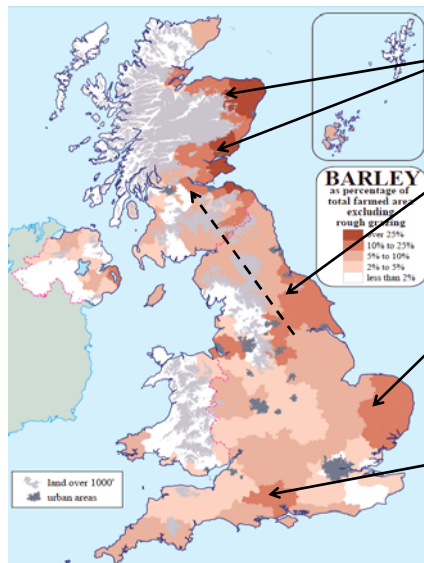 BARLEY
as percentage of
total farmed area
excluding
rough grazing
over 25%
10% to 25%
5% to 10%
2% to 5%
less than 2%
land over 1000'
urban areas